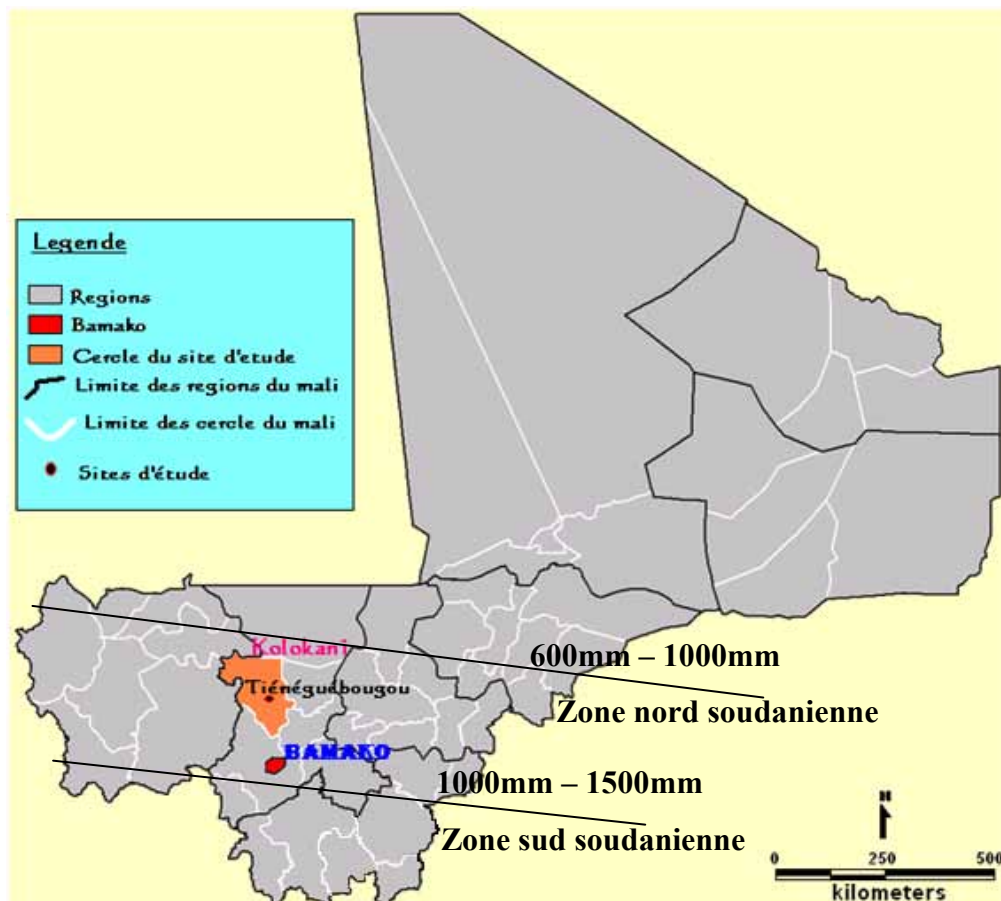 Legende
Regions
Bamako
Cercle du site d'etude
Limite des regions du mali
Limite des cercle du mali
Sites d'étude
Kolokani
Tiénéguébougou
BAMAKO
600mm – 1000mm
Zone nord soudanienne
1000mm – 1500mm
Zone sud soudanienne
N
0 250 500
kilometers